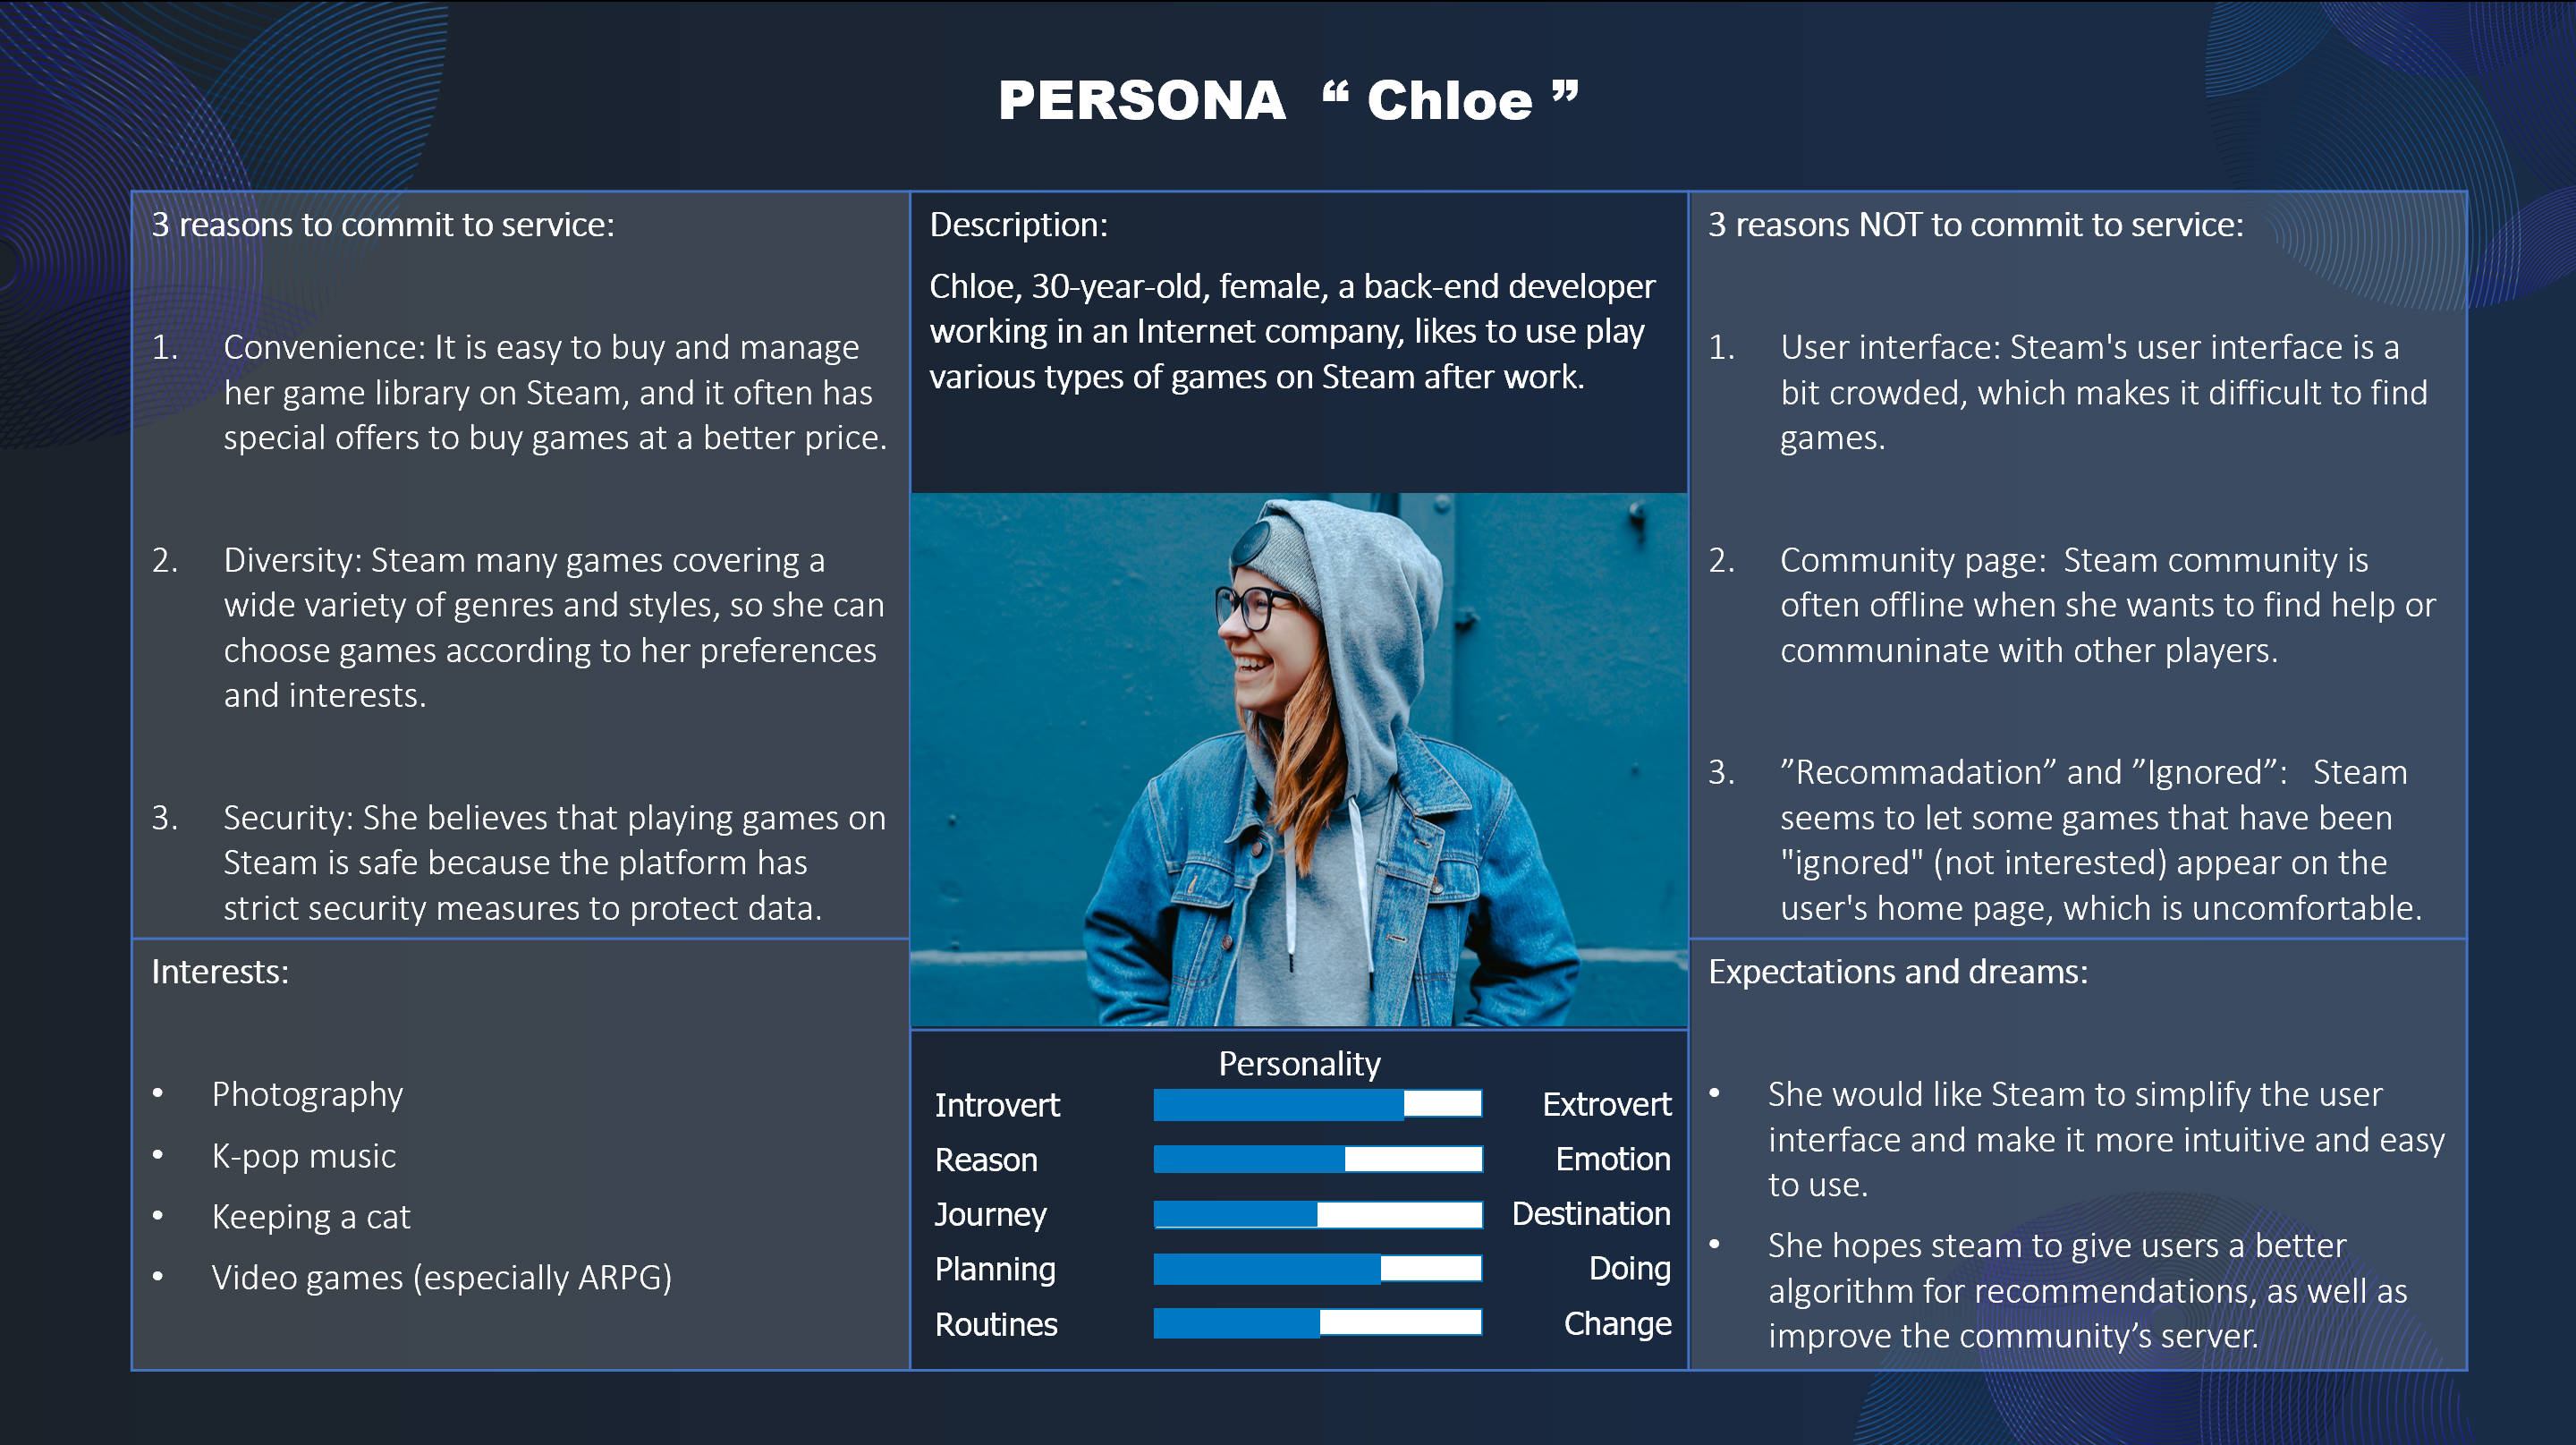 PERSONA “ Chloe ”
3 reasons to commit to service:
1. Convenience: It is easy to buy and manage
her game library on Steam, and it often has
special offers to buy games at a better price.
2. Diversity: Steam many games covering a
wide variety of genres and styles, so she can
choose games according to her preferences
and interests.
3. Security: She believes that playing games on
Steam is safe because the platform has
strict security measures to protect data.
Interests:
• Photography
• K-pop music
• Keeping a cat
• Video games (especially ARPG)
Description:
Chloe, 30-year-old, female, a back-end developer
working in an Internet company, likes to use play
various types of games on Steam after work.
Personality
Introvert Extrovert
Reason Emotion
Journey Destination
Planning Doing
Routines Change
3 reasons NOT to commit to service:
1. User interface: Steam's user interface is a
bit crowded, which makes it difficult to find
games.
2. Community page: Steam community is
often offline when she wants to find help or
communinate with other players.
3. ”Recommadation” and ”Ignored”: Steam
seems to let some games that have been
"ignored" (not interested) appear on the
user's home page, which is uncomfortable.
Expectations and dreams:
• She would like Steam to simplify the user
interface and make it more intuitive and easy
to use.
• She hopes steam to give users a better
algorithm for recommendations, as well as
improve the community’s server.